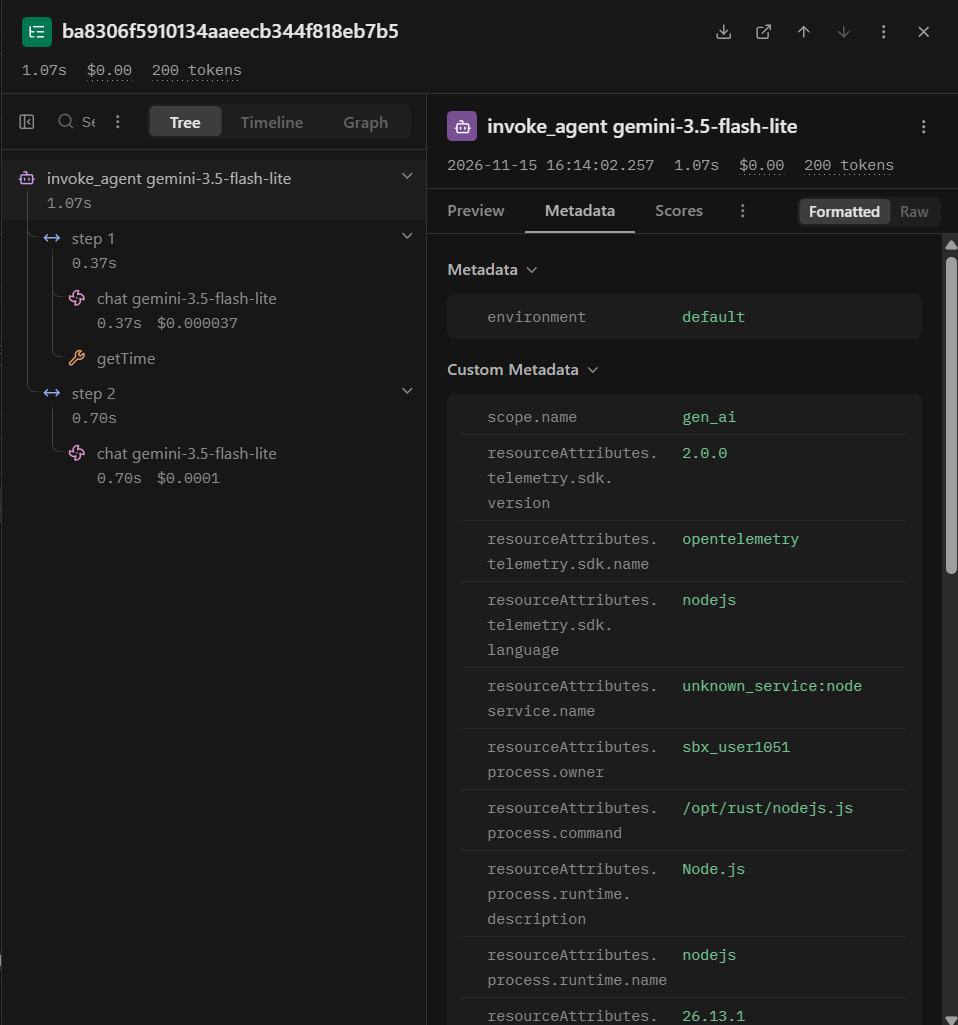 ba8306f5910134aaeecb344f818eb7b5
1.07s $0.00 200 tokens
Se
Tree Timeline Graph
invoke_agent gemini-3.5-flash-lite
1.07s
step 1
0.37s
chat gemini-3.5-flash-lite
0.37s $0.000037
getTime
step 2
0.70s
chat gemini-3.5-flash-lite
0.70s $0.0001
invoke_agent gemini-3.5-flash-lite
2026-11-15 16:14:02.257 1.07s $0.00 200 tokens
Preview Metadata Scores Formatted Raw
Metadata
environment default
Custom Metadata
scope.name gen_ai
resourceAttributes. 2.0.0
telemetry.sdk.
version
resourceAttributes. opentelemetry
telemetry.sdk.name
resourceAttributes. nodejs
telemetry.sdk.
language
resourceAttributes. unknown_service:node
service.name
resourceAttributes. sbx_user1051
process.owner
resourceAttributes. /opt/rust/nodejs.js
process.command
resourceAttributes. Node.js
process.runtime.
description
resourceAttributes. nodejs
process.runtime.name
resourceAttributes. 26.13.1